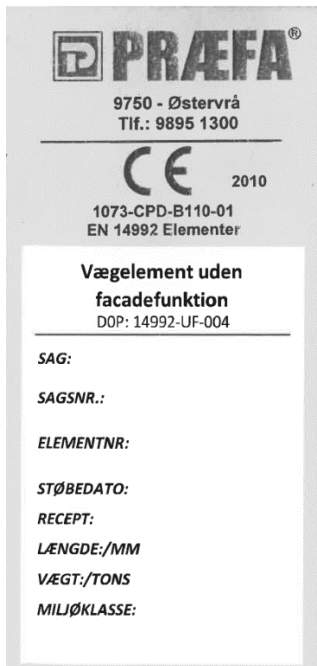 PRÆFA®
9750 - Østervrå
Tlf.: 9895 1300
CE 2010
1073-CPD-B110-01
EN 14992 Elementer
Vægelement uden
facadefunktion
D0P: 14992-UF-004
SAG:
SAGSNR.:
ELEMENTNR:
STØBEDATO:
RECEPT:
LÆNGDE:/MM
VÆGT:/TONS
MILJØKLASSE: